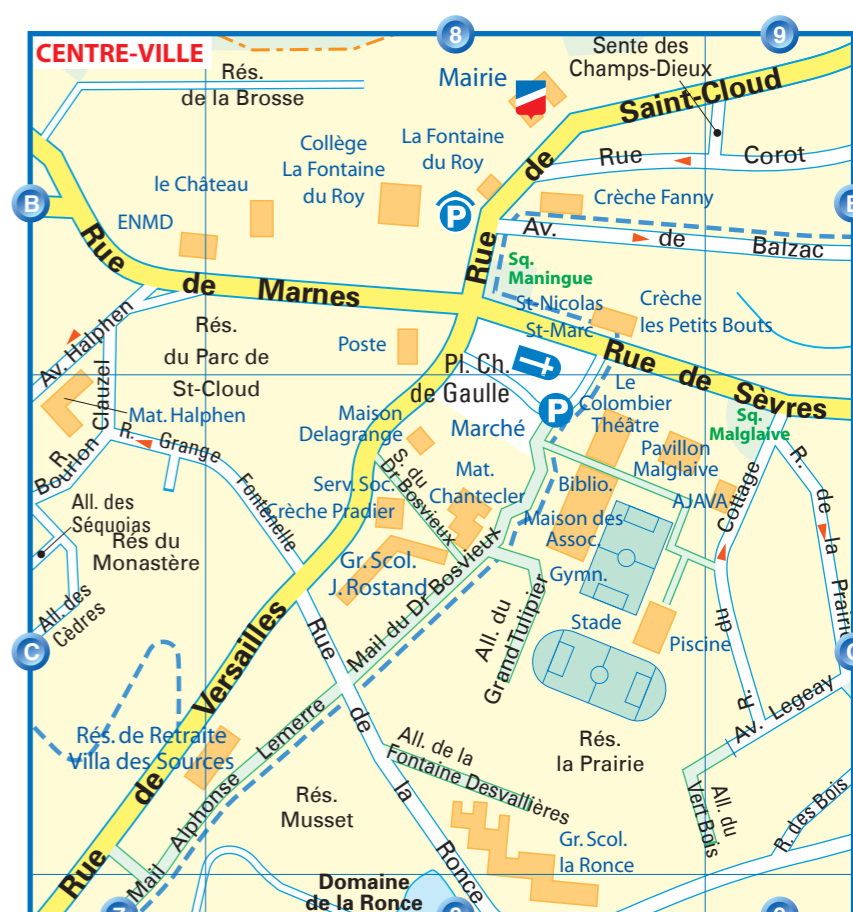 CENTRE-VILLE
8
9
Sente des
Champs-Dieux
Rés.
de la Brosse
Mairie
Rue de Saint-Cloud
Collège
La Fontaine
du Roy
La Fontaine
du Roy
Rue Corot
le Château
Crèche Fanny
B
P
ENMD
Av. de Balzac
Rue de Marnes
Sq.
Maningue
St-Nicolas
St-Marc
Crèche
les Petits Bouts
Av. Halphen
Rés.
du Parc de
St-Cloud
Poste
Pl. Ch.
de Gaulle
Rue de Sèvres
P
Le
Colombier
Théâtre
Mat. Halphen
Maison
Delagrange
Marché
Sq.
Malglaive
R. Bourlon Clauzel
R. Grange Fontenelle
S. du
Dr Bosvieux
Mat.
Chantecler
Pavillon
Malglaive
Biblio.
AJAVA
R. du Cottage
R. de la Prairie
Serv. Soc.
Crèche Pradier
All. des
Séquoias
Maison des
Assoc.
Rés du
Monastère
Gr. Scol.
J. Rostand
Mail du Dr Bosvieux
Gymn.
All. des
Cèdres
All. du
Grand Tulipier
Stade
Piscine
C
C
Rue de Versailles
Rue de la Ronce
Av. Legeay
Rés. de Retraite
Villa des Sources
Mail Alphonse Lemerre
All. de la
Fontaine Desvallières
Rés.
la Prairie
Rés.
Musset
All. du
Vert Bois
R. des Bois
Gr. Scol.
la Ronce
Domaine
de la Ronce
7
8
9